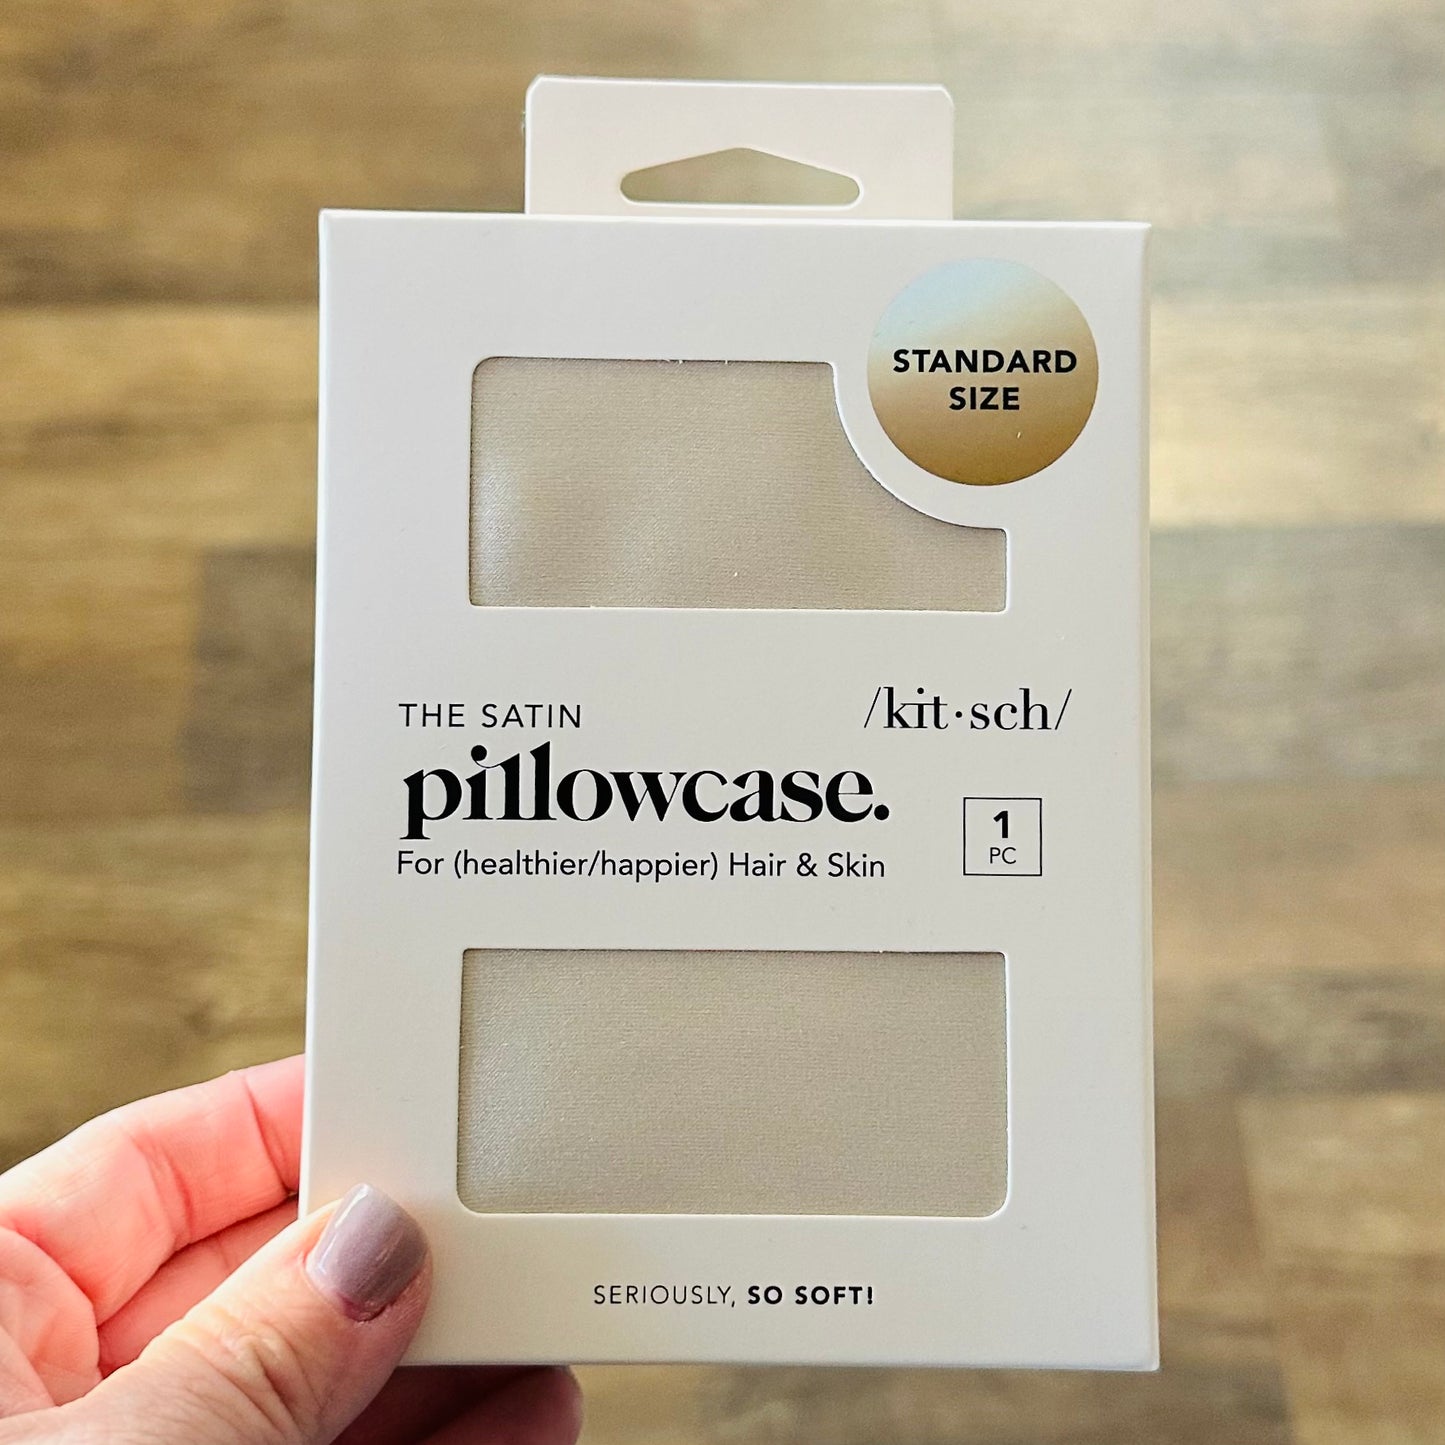 STANDARD
SIZE
THE SATIN
/kit·sch/
pillowcase.
1
PC
For (healthier/happier) Hair & Skin
SERIOUSLY, SO SOFT!